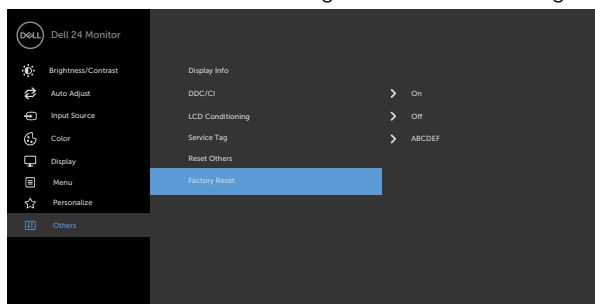 DELL Dell 24 Monitor
Brightness/Contrast Display Info
Auto Adjust DDC/CI On
Input Source LCD Conditioning Off
Color Service Tag ABCDEF
Display Reset Others
Menu Factory Reset
Personalize
Others